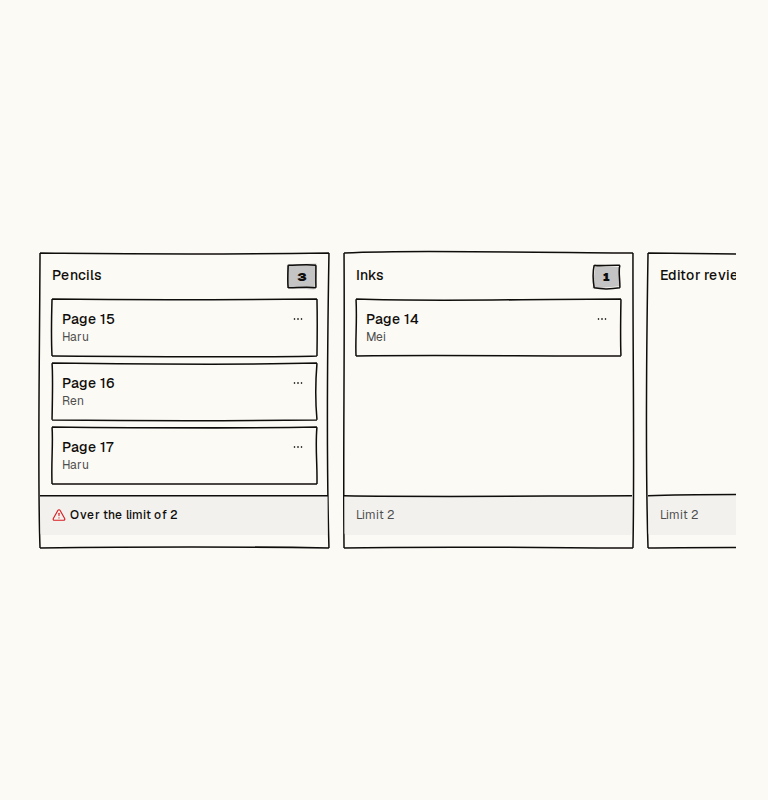 Pencils
3
Page 15
Haru
Page 16
Ren
Page 17
Haru
Over the limit of 2
Inks
1
Page 14
Mei
Limit 2
Editor
Limit 2